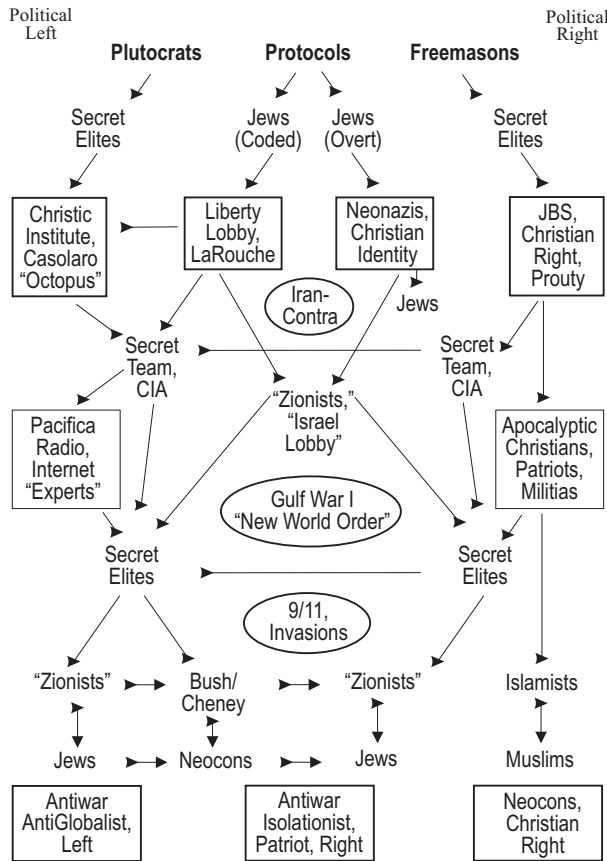 Political
Left
Political
Right
Plutocrats
Protocols
Freemasons
Secret
Elites
Jews
(Coded)
Jews
(Overt)
Secret
Elites
Christic
Institute,
Casolaro
“Octopus”
Liberty
Lobby,
LaRouche
Neonazis,
Christian
Identity
JBS,
Christian
Right,
Prouty
Iran-
Contra
Jews
Secret
Team,
CIA
Secret
Team,
CIA
“Zionists,”
“Israel
Lobby”
Pacifica
Radio,
Internet
“Experts”
Apocalyptic
Christians,
Patriots,
Militias
Gulf War I
“New World Order”
Secret
Elites
Secret
Elites
9/11,
Invasions
“Zionists”
Bush/
Cheney
“Zionists”
Islamists
Jews
Neocons
Jews
Muslims
Antiwar
AntiGlobalist,
Left
Antiwar
Isolationist,
Patriot, Right
Neocons,
Christian
Right